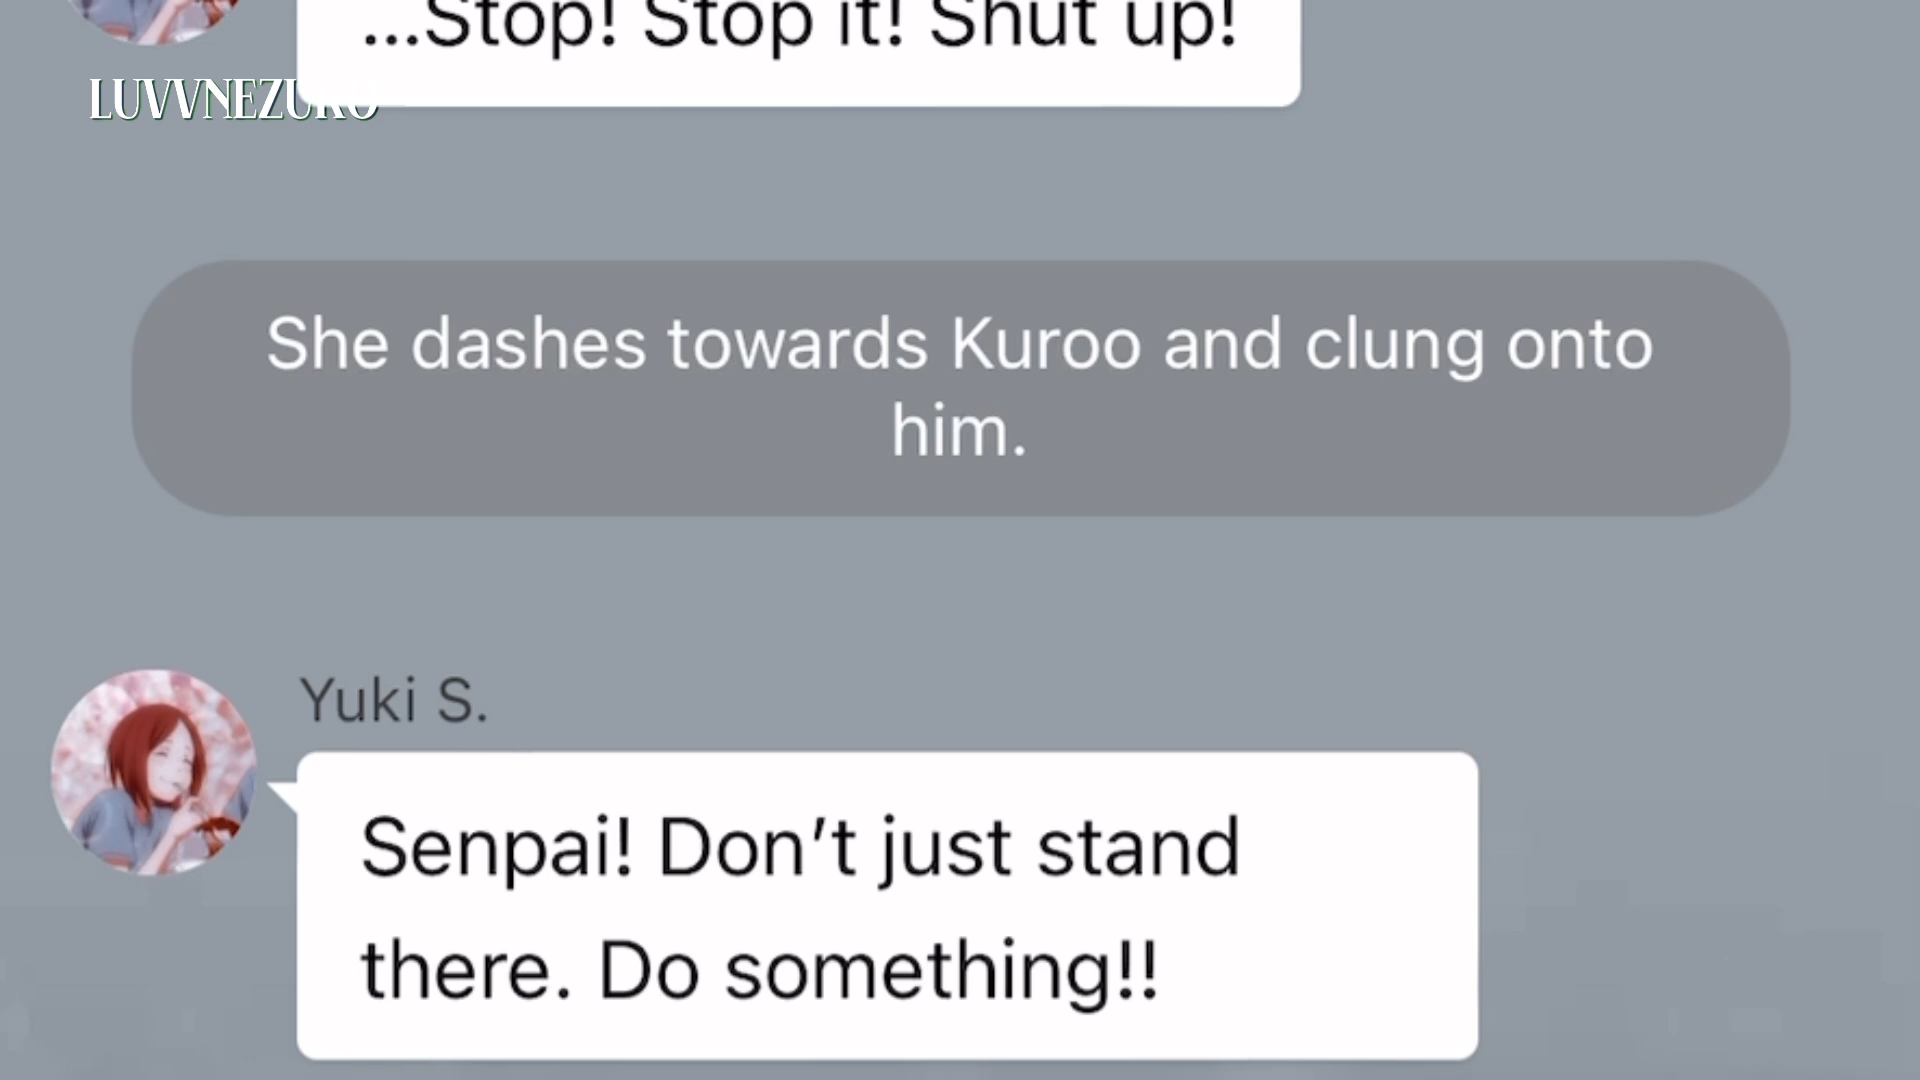 ...Stop! Stop it! Shut up!
LUVVNEZUKO
She dashes towards Kuroo and clung onto
him.
Yuki S.
Senpai! Don't just stand
there. Do something!!